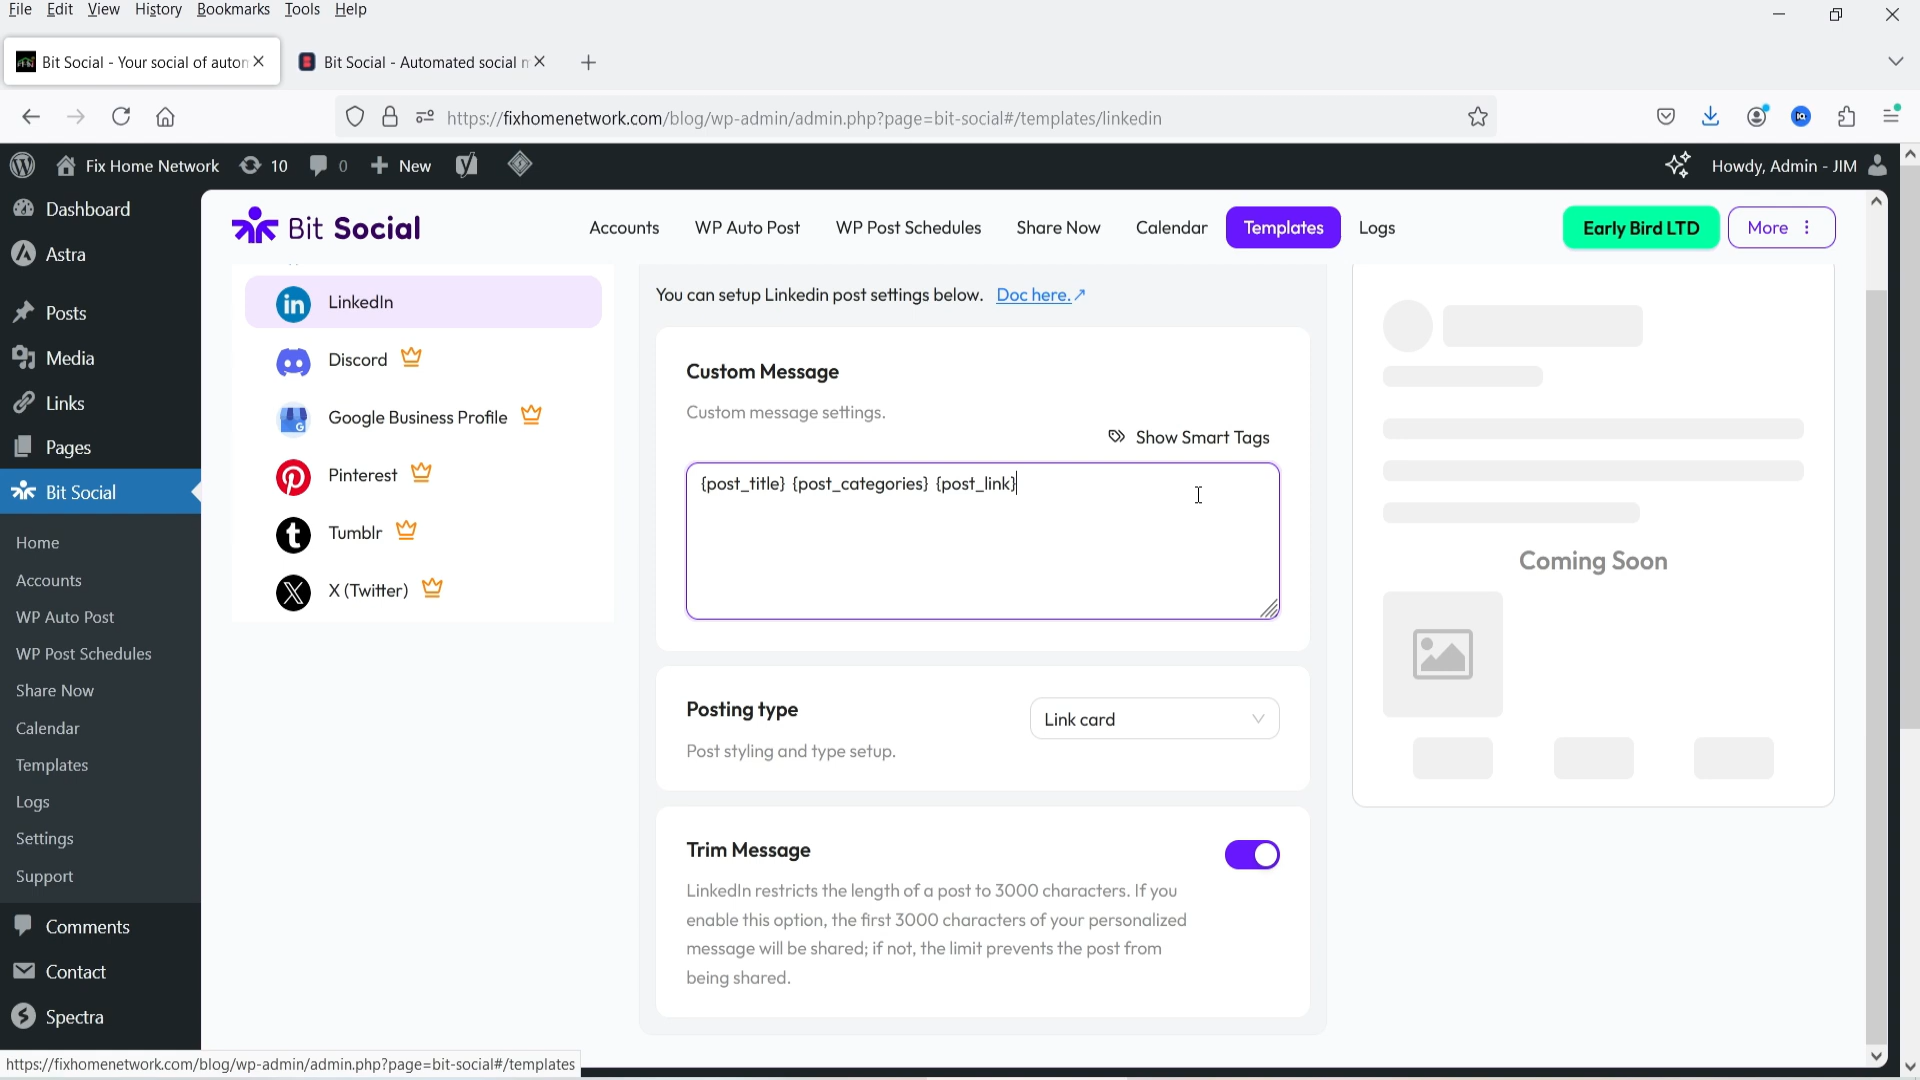 File Edit View History Bookmarks Tools Help
Bit Social - Your social of auton
Bit Social - Automated social m
https://fixhomenetwork.com/blog/wp-admin/admin.php?page=bit-social#/templates/linkedin
Fix Home Network 10 0 New
Howdy, Admin - JIM
Dashboard
Astra
Posts
Media
Links
Pages
Bit Social
Home
Accounts
WP Auto Post
WP Post Schedules
Share Now
Calendar
Templates
Logs
Settings
Support
Comments
Contact
Spectra
Bit Social
Accounts WP Auto Post WP Post Schedules Share Now Calendar Templates Logs
Early Bird LTD More
LinkedIn
Discord
Google Business Profile
Pinterest
Tumblr
X (Twitter)
You can setup Linkedin post settings below. Doc here.
Custom Message
Custom message settings.
Show Smart Tags
{post_title} {post_categories} {post_link}
Posting type
Link card
Post styling and type setup.
Trim Message
LinkedIn restricts the length of a post to 3000 characters. If you
enable this option, the first 3000 characters of your personalized
message will be shared; if not, the limit prevents the post from
being shared.
Coming Soon
https://fixhomenetwork.com/blog/wp-admin/admin.php?page=bit-social#/templates